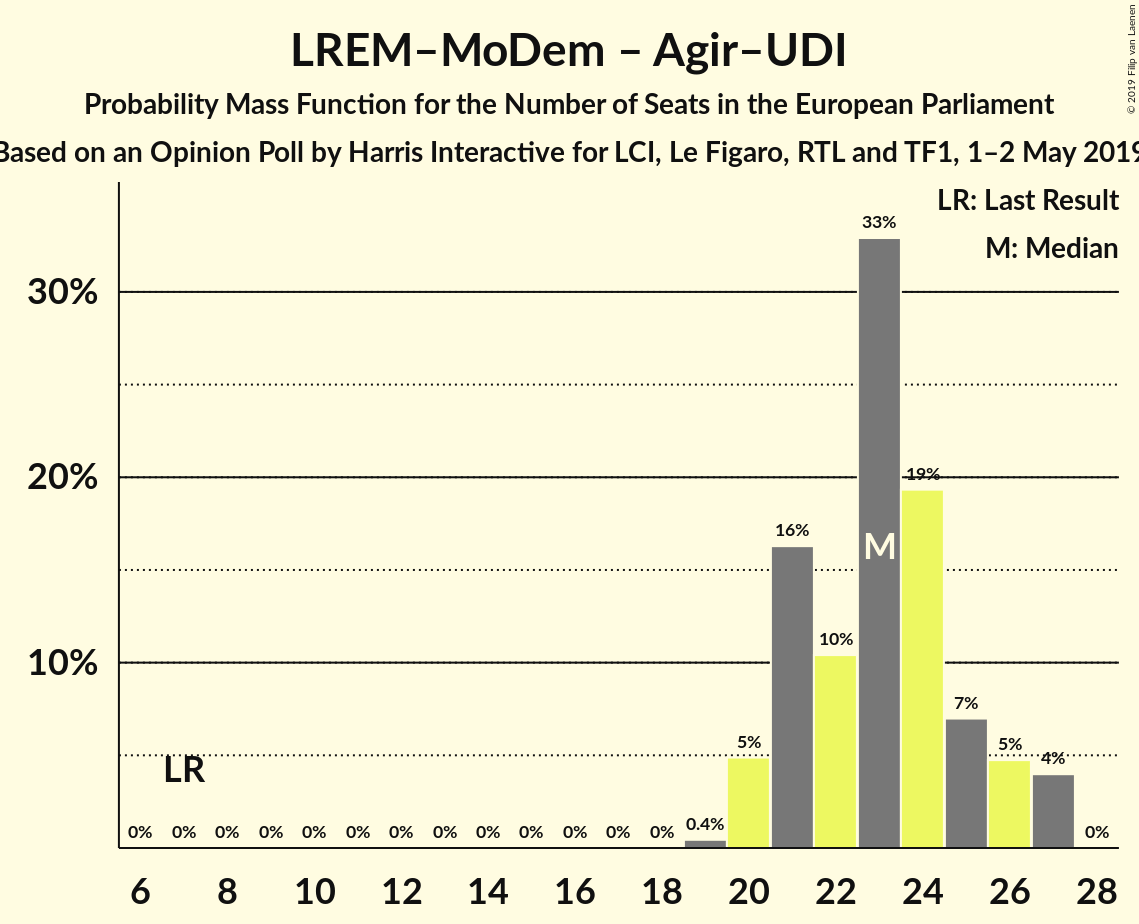 © 2019 Filip van Laenen
LREM–MoDem – Agir–UDI
Probability Mass Function for the Number of Seats in the European Parliament
Based on an Opinion Poll by Harris Interactive for LCI, Le Figaro, RTL and TF1, 1–2 May 2019
LR: Last Result
M: Median
30%
20%
10%
LR
M
0% 0% 0% 0% 0% 0% 0% 0% 0% 0% 0% 0% 0% 0.4% 5% 16% 10% 33% 19% 7% 5% 4% 0%
6 8 10 12 14 16 18 20 22 24 26 28